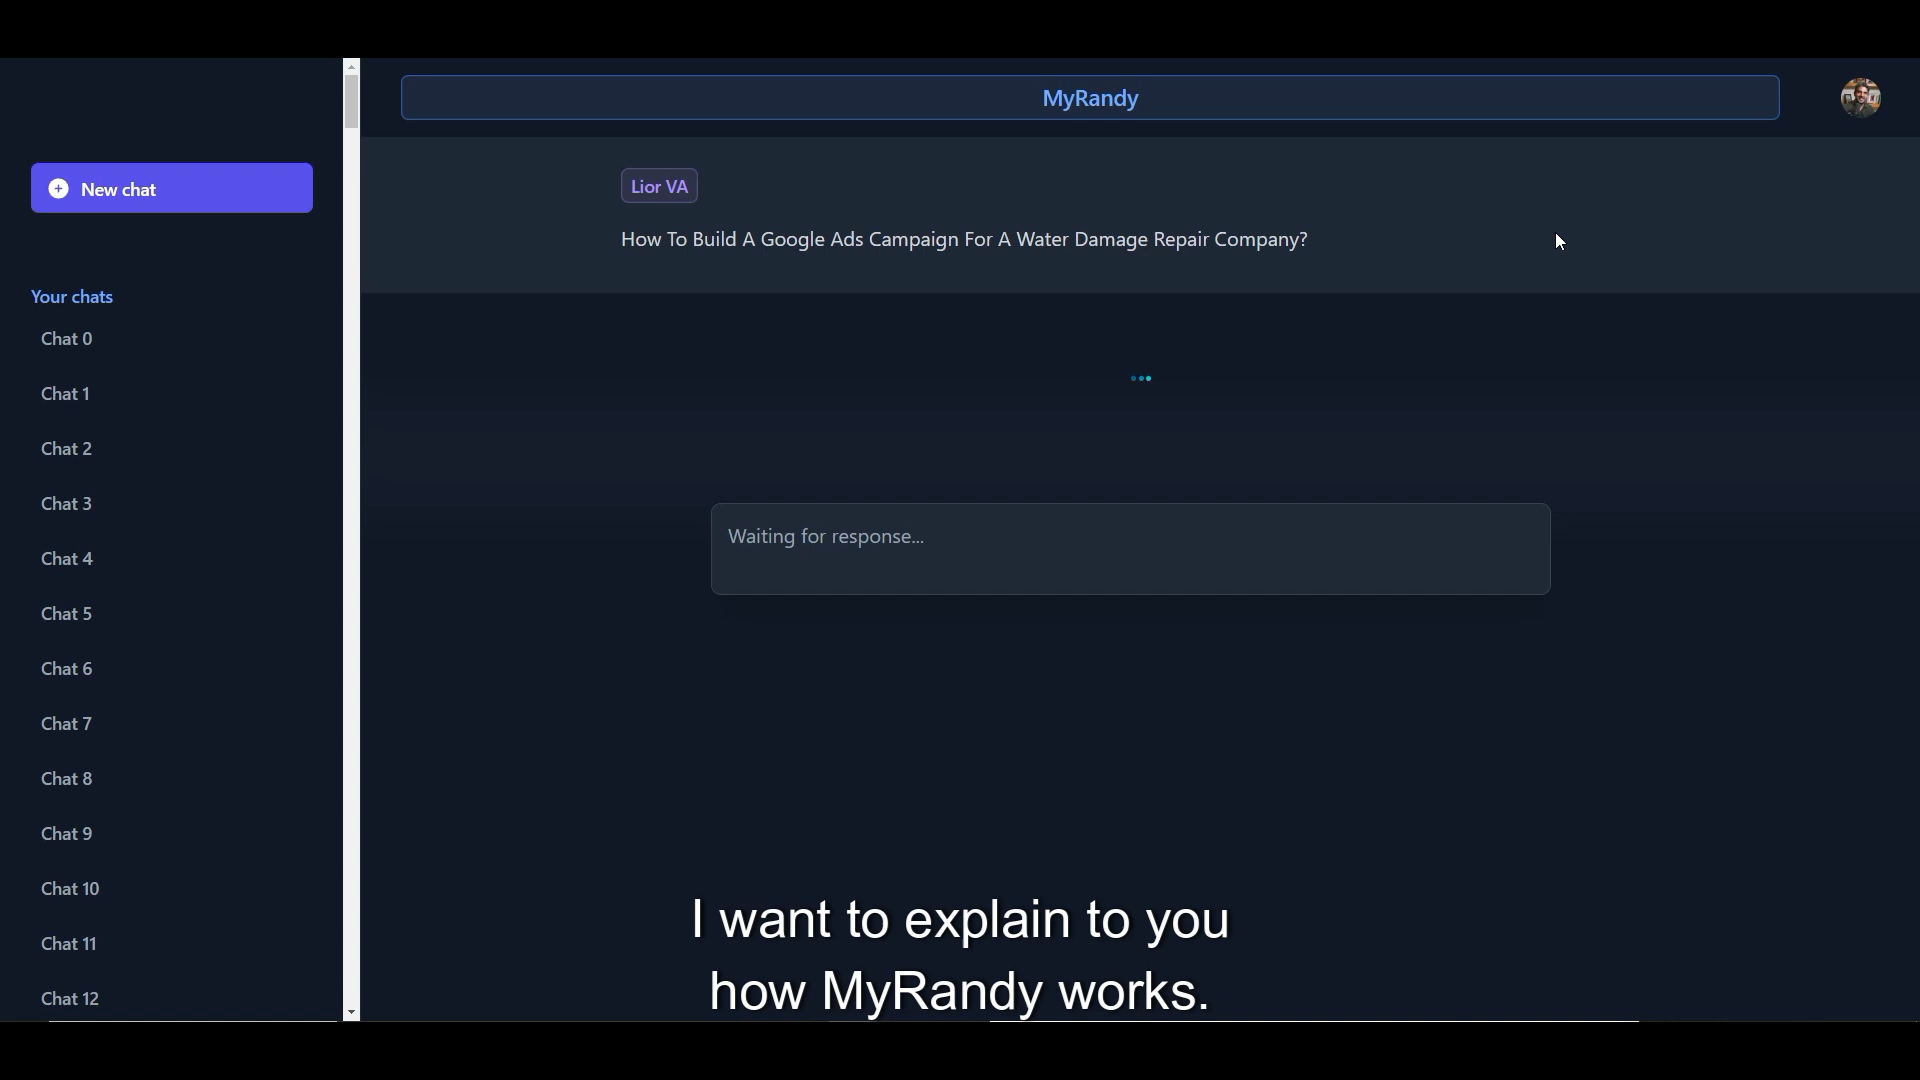 MyRandy
New chat
Lior VA
How To Build A Google Ads Campaign For A Water Damage Repair Company?
Your chats
Chat 0
Chat 1
Chat 2
Chat 3
Chat 4
Chat 5
Chat 6
Chat 7
Chat 8
Chat 9
Chat 10
Chat 11
Chat 12
Waiting for response...
I want to explain to you
how MyRandy works.